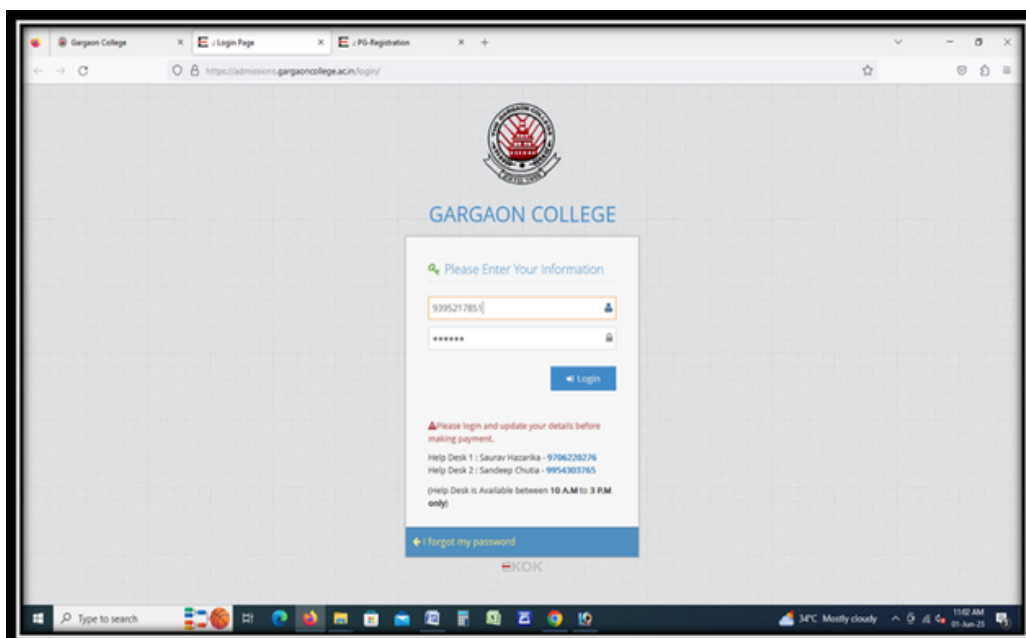 Gargaon College
.: Login Page
.: PG-Registration
https://admissions.gargaoncollege.ac.in/login/
GARGAON COLLEGE
Please Enter Your Information
9395217851
******
Login
Please login and update your details before
making payment.
Help Desk 1 : Saurav Hazarika - 9706220276
Help Desk 2 : Sandeep Chutia - 9954303765
(Help Desk is Available between 10 A.M to 3 P.M
only)
I forgot my password
EKOK
Type to search
34°C Mostly cloudy
11:02 AM
01-Jun-23